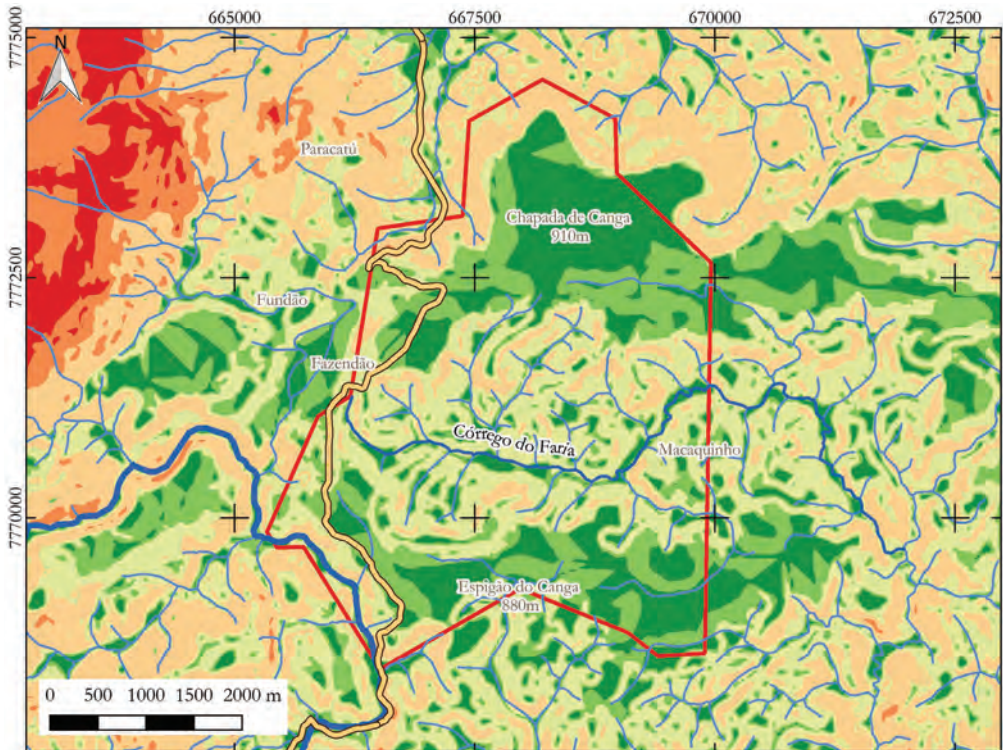 665000
667500
670000
672500
7775000
N
Paracatú
Chapada de Canga
910m
7772500
Fundão
Fazendão
Córrego do Faria
Macaquinho
7770000
Espigão do Canga
880m
0 500 1000 1500 2000 m